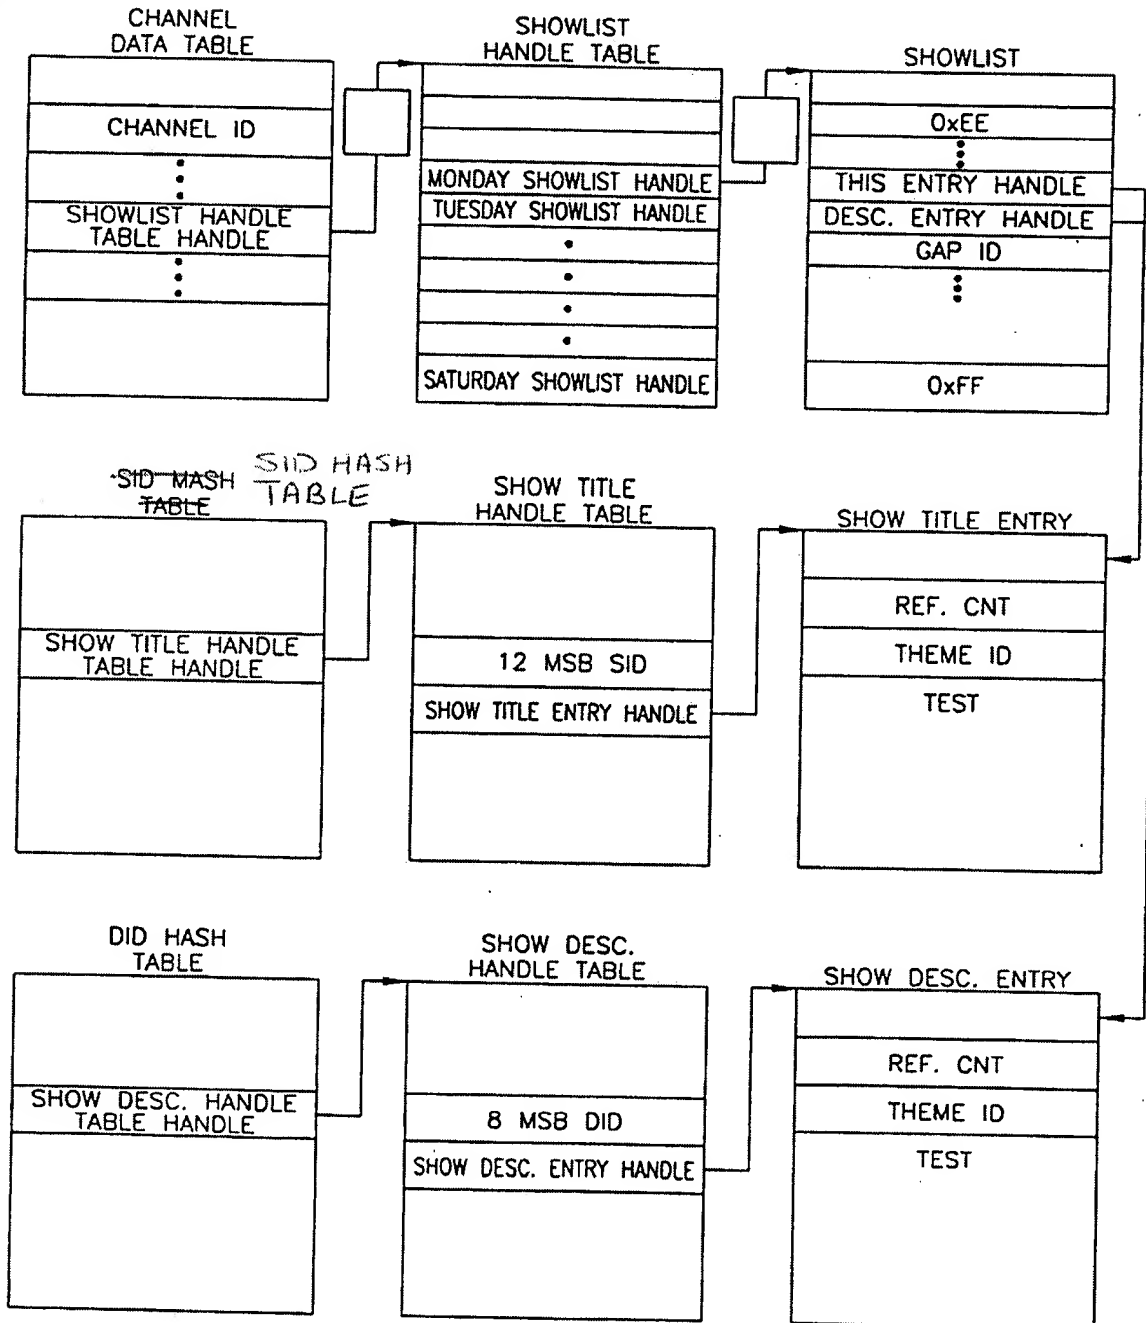 CHANNEL
DATA TABLE
CHANNEL ID
SHOWLIST HANDLE
TABLE HANDLE
SHOWLIST
HANDLE TABLE
MONDAY SHOWLIST HANDLE
TUESDAY SHOWLIST HANDLE
SATURDAY SHOWLIST HANDLE
SHOWLIST
0xEE
THIS ENTRY HANDLE
DESC. ENTRY HANDLE
GAP ID
0xFF
SID MASH
TABLE
SID HASH
TABLE
SHOW TITLE HANDLE
TABLE HANDLE
SHOW TITLE
HANDLE TABLE
12 MSB SID
SHOW TITLE ENTRY HANDLE
SHOW TITLE ENTRY
REF. CNT
THEME ID
TEST
DID HASH
TABLE
SHOW DESC. HANDLE
TABLE HANDLE
SHOW DESC.
HANDLE TABLE
8 MSB DID
SHOW DESC. ENTRY HANDLE
SHOW DESC. ENTRY
REF. CNT
THEME ID
TEST